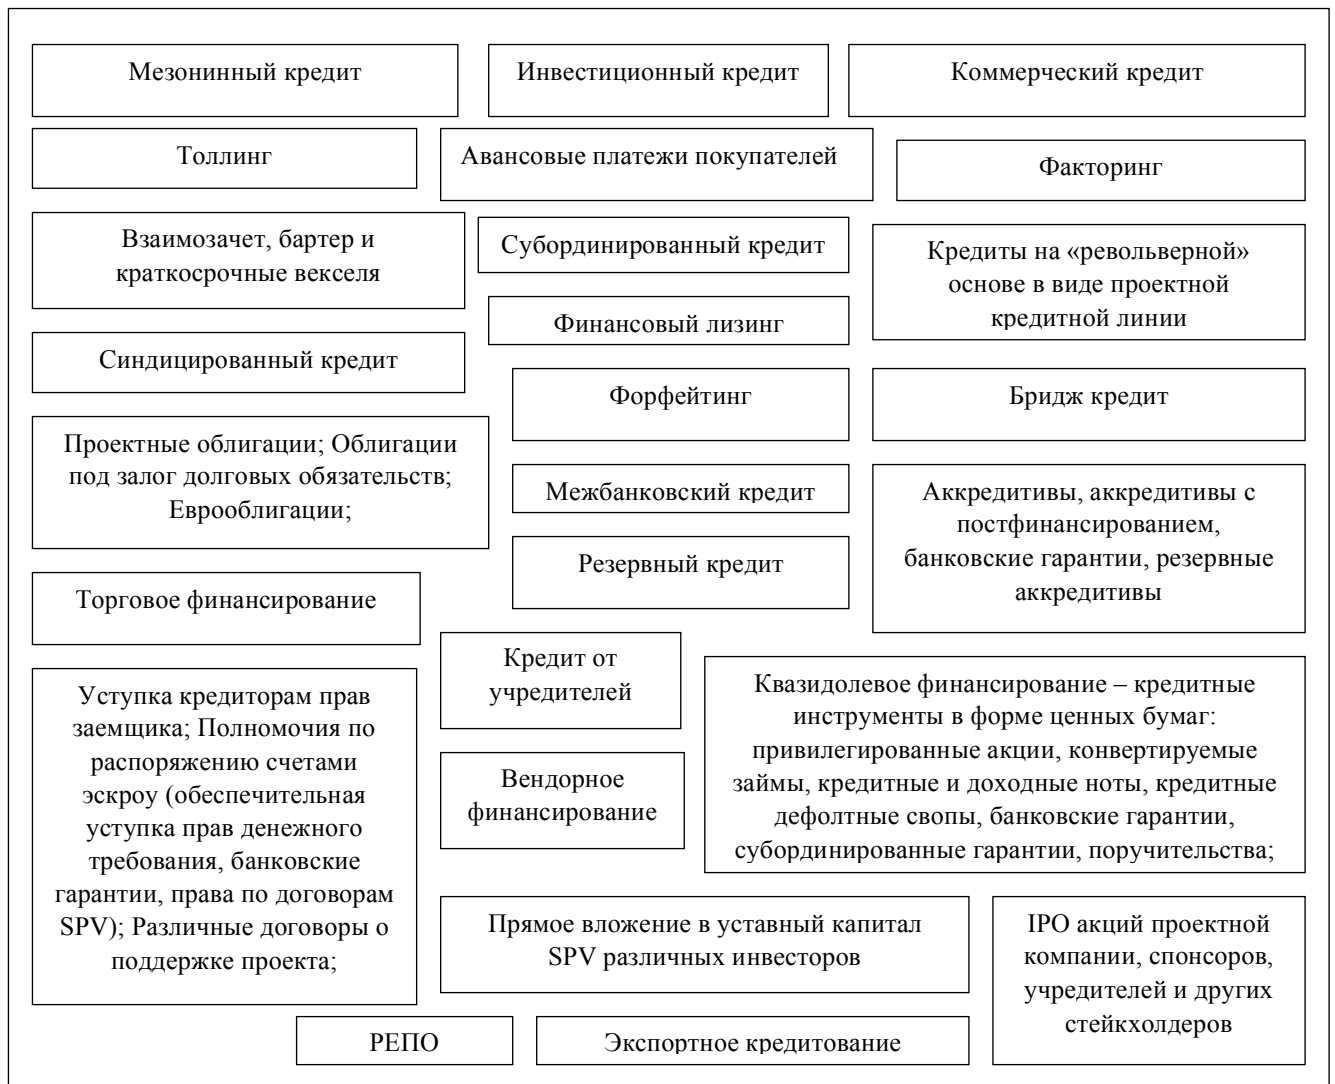 Мезонинный кредит
Инвестиционный кредит
Коммерческий кредит
Толлинг
Авансовые платежи покупателей
Факторинг
Взаимозачет, бартер и
краткосрочные векселя
Субординированный кредит
Кредиты на «револьверной»
основе в виде проектной
кредитной линии
Финансовый лизинг
Синдицированный кредит
Форфейтинг
Бридж кредит
Проектные облигации; Облигации
под залог долговых обязательств;
Еврооблигации;
Межбанковский кредит
Аккредитивы, аккредитивы с
постфинансированием,
банковские гарантии, резервные
аккредитивы
Резервный кредит
Торговое финансирование
Кредит от
учредителей
Квазидолевое финансирование – кредитные
инструменты в форме ценных бумаг:
привилегированные акции, конвертируемые
займы, кредитные и доходные ноты, кредитные
дефолтные свопы, банковские гарантии,
субординированные гарантии, поручительства;
Уступка кредиторам прав
заемщика; Полномочия по
распоряжению счетами
эскроу (обеспечительная
уступка прав денежного
требования, банковские
гарантии, права по договорам
SPV); Различные договоры о
поддержке проекта;
Вендорное
финансирование
Прямое вложение в уставный капитал
SPV различных инвесторов
IPO акций проектной
компании, спонсоров,
учредителей и других
стейкхолдеров
РЕПО
Экспортное кредитование